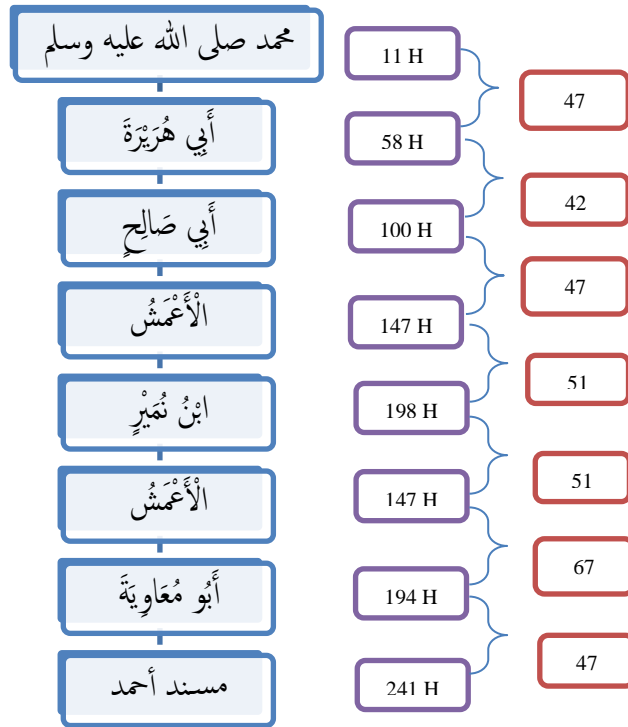 محمد صلى الله عليه وسلم
أَبِي هُرَيْرَةَ
أَبِي صَالِحٍ
الْأَعْمَشُ
ابْنُ نُمَيْرٍ
الْأَعْمَشُ
أَبُو مُعَاوِيَةَ
مسند أحمد
11 H
58 H
100 H
147 H
198 H
147 H
194 H
241 H
47
42
47
51
51
67
47